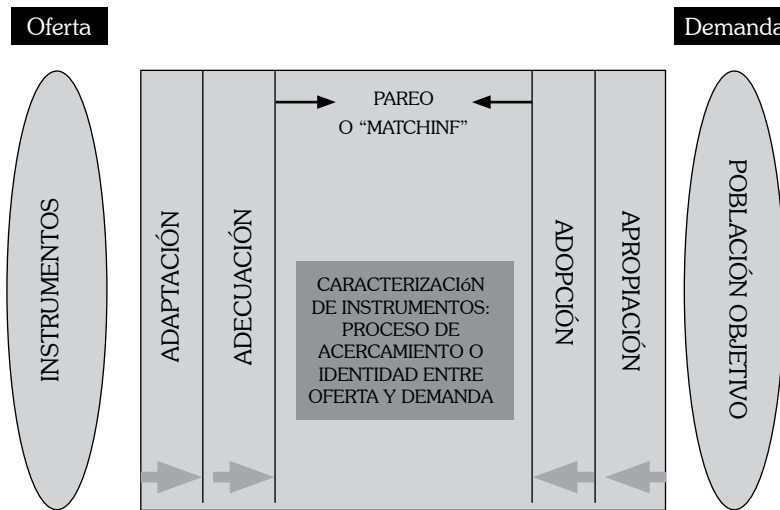 Oferta
Demanda
PAREO
O “MATCHINF”
INSTRUMENTOS
ADAPTACIÓN
ADECUACIÓN
CARACTERIZACIóN
DE INSTRUMENTOS:
PROCESO DE
ACERCAMIENTO O
IDENTIDAD ENTRE
OFERTA Y DEMANDA
ADOPCIÓN
APROPIACIÓN
POBLACIÓN OBJETIVO